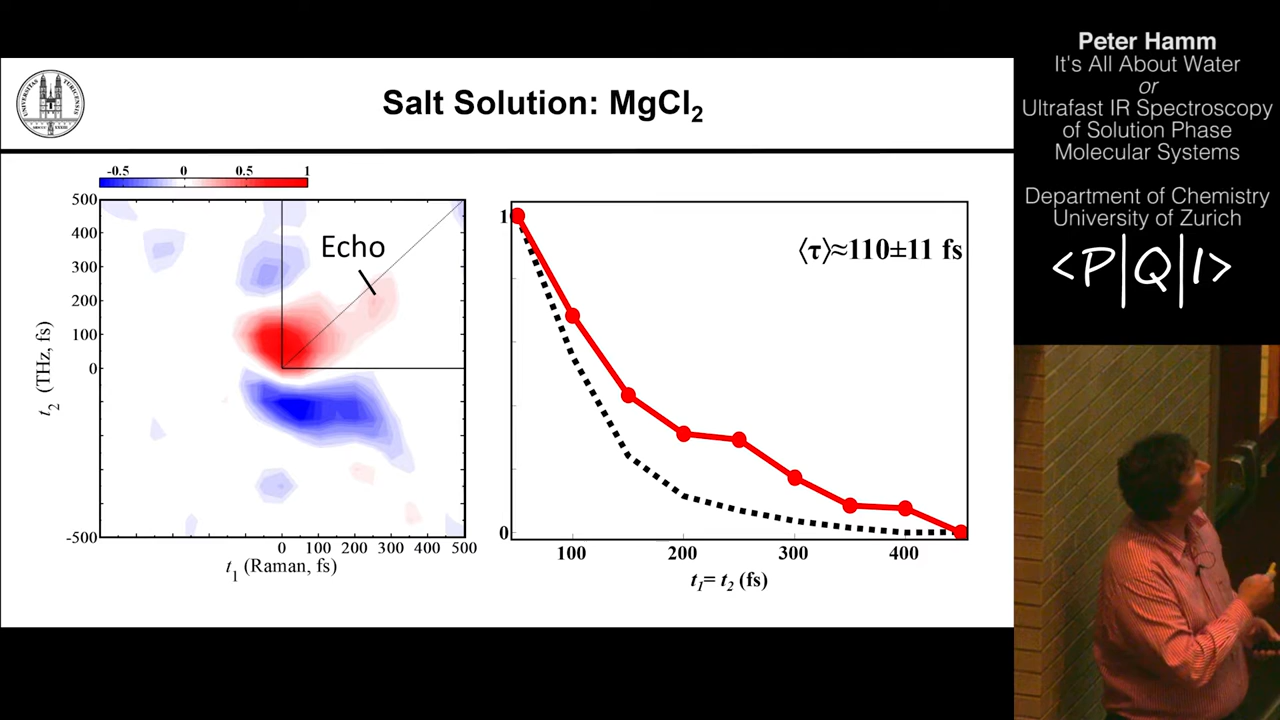 Peter Hamm
It's All About Water
or
Ultrafast IR Spectroscopy
of Solution Phase
Molecular Systems
Department of Chemistry
University of Zurich
<P|Q|I>
Salt Solution: MgCl₂
-0.5 0 0.5 1
500
400
300
200
100
0
-500
t₂ (THz, fs)
Echo
0 100 200 300 400 500
t₁ (Raman, fs)
1
0
⟨τ⟩≈110±11 fs
100 200 300 400
t₁= t₂ (fs)